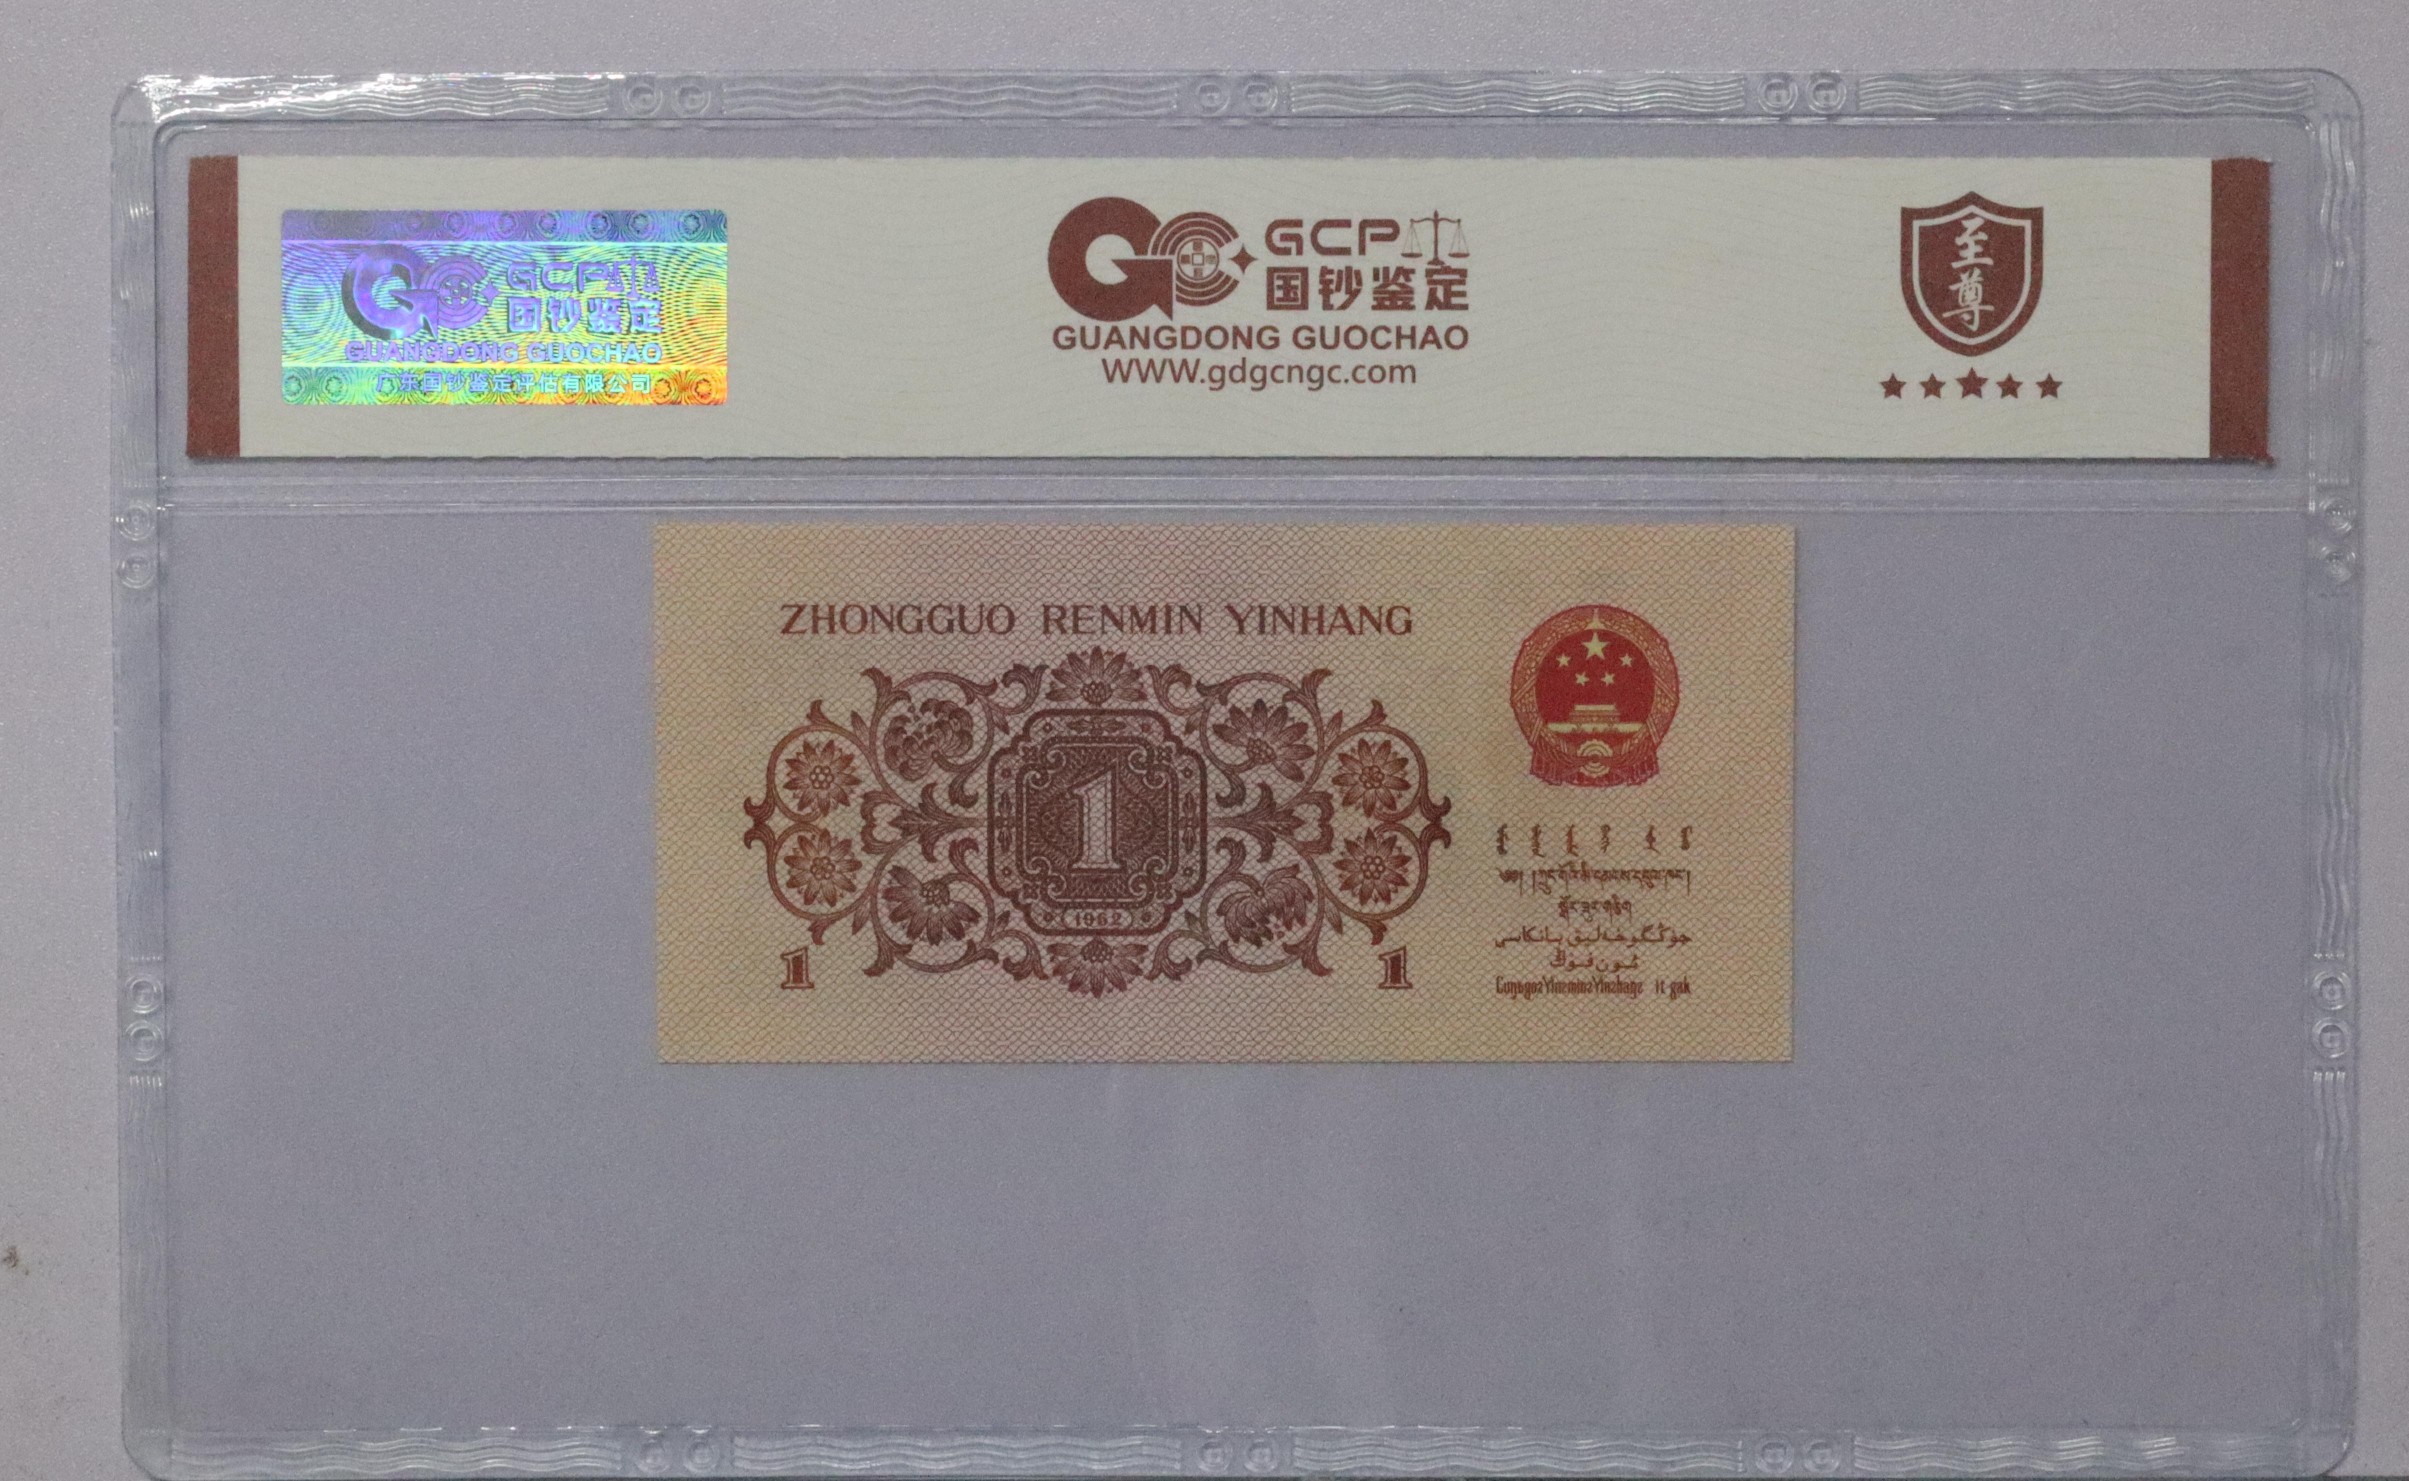 GCP
国钞鉴定
GUANGDONG GUOCHAO
广东国钞鉴定评估有限公司
GCP
国钞鉴定
GUANGDONG GUOCHAO
WWW.gdgcngc.com
至尊
ZHONGGUO RENMIN YINHANG
1
1962
1 1
جۇڭگوخەلىق بانكاسى